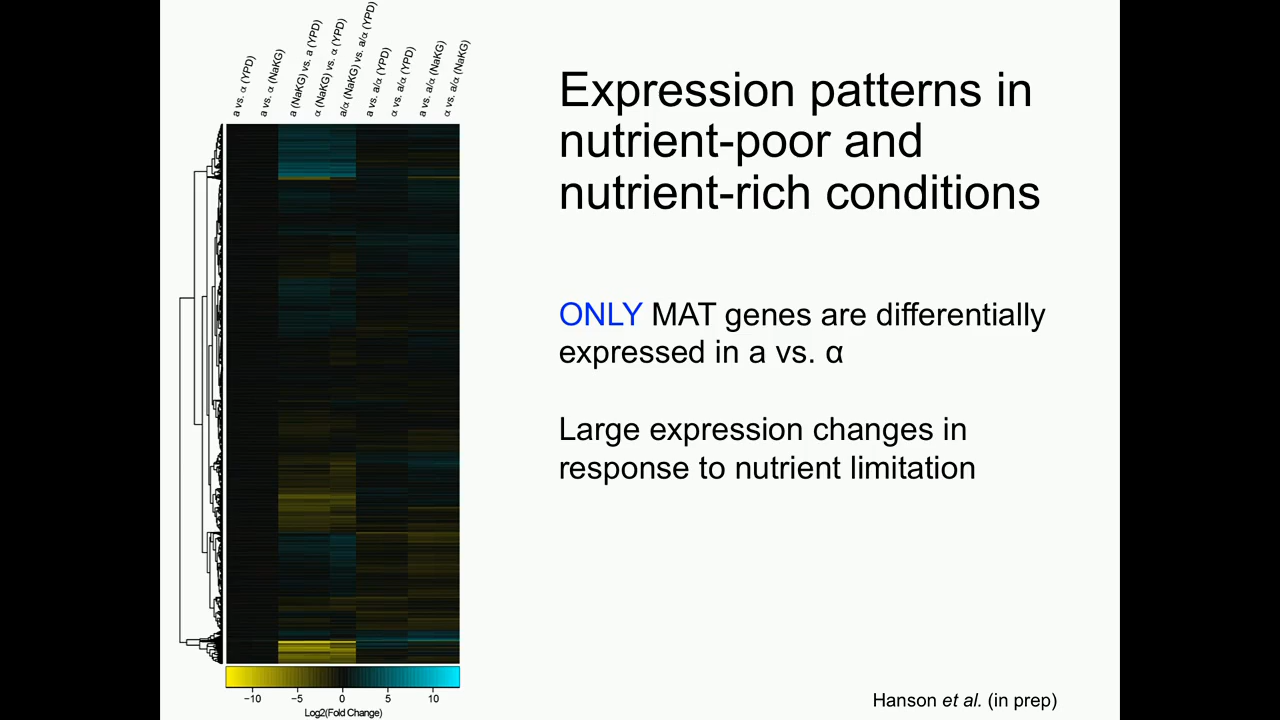 a vs. α (YPD)
a vs. α (NaKG)
a (NaKG) vs. a (YPD)
α (NaKG) vs. α (YPD)
a/α (NaKG) vs. a/α (YPD)
a vs. a/α (YPD)
α vs. a/α (YPD)
a vs. a/α (NaKG)
α vs. a/α (NaKG)
Expression patterns in
nutrient-poor and
nutrient-rich conditions
ONLY MAT genes are differentially
expressed in a vs. α
Large expression changes in
response to nutrient limitation
−10 −5 0 5 10
Log2(Fold Change)
Hanson et al. (in prep)